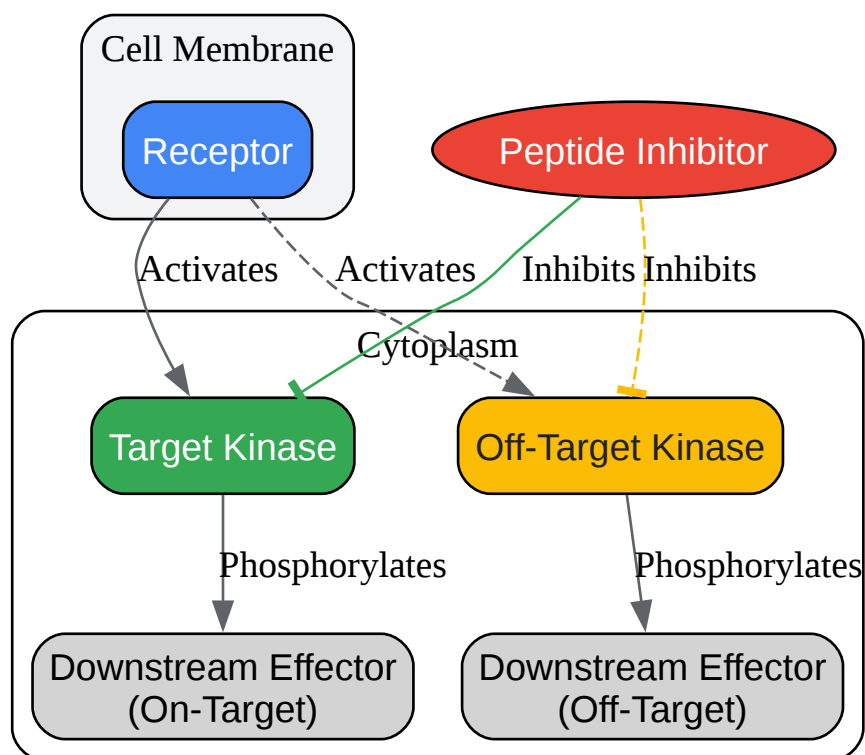 Cell Membrane
Receptor
Peptide Inhibitor
Activates
Activates
Inhibits
Inhibits
Cytoplasm
Target Kinase
Off-Target Kinase
Phosphorylates
Phosphorylates
Downstream Effector
(On-Target)
Downstream Effector
(Off-Target)